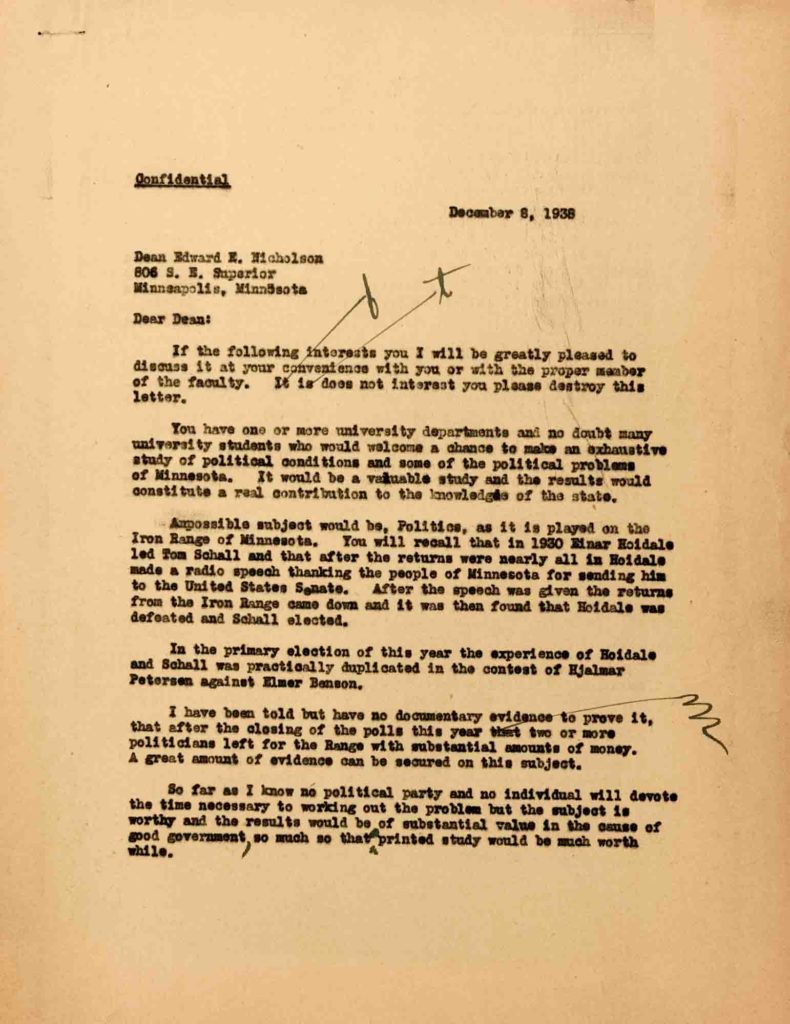 Confidential
December 8, 1938
Dean Edward E. Nicholson
806 S. E. Superior
Minneapolis, Minn5sota
Dear Dean:
If the following interests you I will be greatly pleased to
discuss it at your convenience with you or with the proper member
of the faculty. It is does not interest you please destroy this
letter.
You have one or more university departments and no doubt many
university students who would welcome a chance to make an exhaustive
study of political conditions and some of the political problems
of Minnesota. It would be a valuable study and the results would
constitute a real contribution to the knowledge of the state.
Anpossible subject would be, Politics, as it is played on the
Iron Range of Minnesota. You will recall that in 1930 Einar Hoidale
led Tom Schall and that after the returns were nearly all in Hoidale
made a radio speech thanking the people of Minnesota for sending him
to the United States Senate. After the speech was given the returns
from the Iron Range came down and it was then found that Hoidale was
defeated and Schall elected.
In the primary election of this year the experience of Hoidale
and Schall was practically duplicated in the contest of Hjalmar
Petersen against Elmer Benson.
I have been told but have no documentary evidence to prove it,
that after the closing of the polls this year that two or more
politicians left for the Range with substantial amounts of money.
A great amount of evidence can be secured on this subject.
So far as I know no political party and no individual will devote
the time necessary to working out the problem but the subject is
worthy and the results would be of substantial value in the cause of
good government, so much so that printed study would be much worth
while.